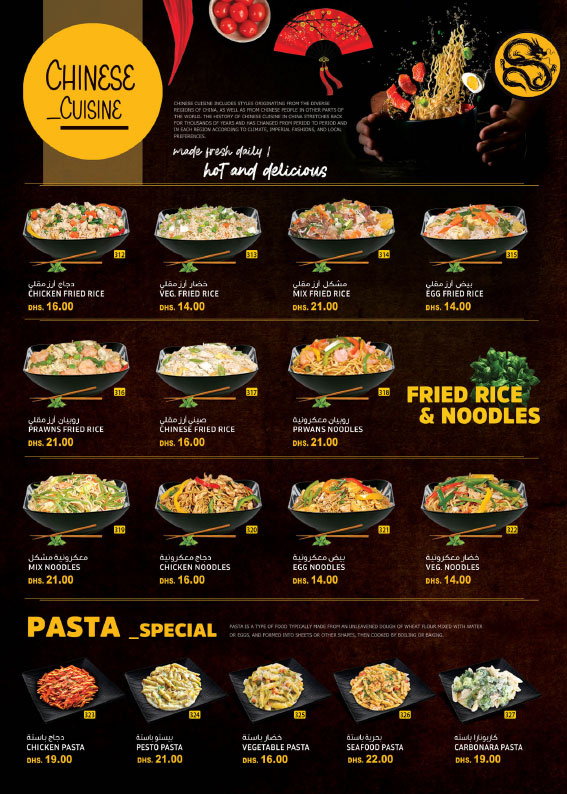 CHINESE
_CUISINE
CHINESE CUISINE INCLUDES STYLES ORIGINATING FROM THE DIVERSE
REGIONS OF CHINA, AS WELL AS FROM CHINESE PEOPLE IN OTHER PARTS OF
THE WORLD. THE HISTORY OF CHINESE CUISINE IN CHINA STRETCHES BACK
FOR THOUSANDS OF YEARS AND HAS CHANGED FROM PERIOD TO PERIOD AND
IN EACH REGION ACCORDING TO CLIMATE, IMPERIAL FASHIONS, AND LOCAL
PREFERENCES.
made fresh daily !
hot and delicious
312
دجاج ارز مقلي
CHICKEN FRIED RICE
DHS. 16.00
313
خضار أرز مقلي
VEG. FRIED RICE
DHS. 14.00
314
مشكل أرز مقلي
MIX FRIED RICE
DHS. 21.00
315
بيض أرز مقلي
EGG FRIED RICE
DHS. 14.00
316
روبيان أرز مقلي
PRAWNS FRIED RICE
DHS. 21.00
317
صيني أرز مقلي
CHINESE FRIED RICE
DHS. 16.00
318
روبيان معكرونية
PRWANS NOODLES
DHS. 21.00
FRIED RICE
& NOODLES
319
معكرونية مشكل
MIX NOODLES
DHS. 21.00
320
دجاج معكرونية
CHICKEN NOODLES
DHS. 16.00
321
بيض معكرونية
EGG NOODLES
DHS. 14.00
322
خضار معكرونية
VEG. NOODLES
DHS. 14.00
PASTA _SPECIAL
PASTA IS A TYPE OF FOOD TYPICALLY MADE FROM AN UNLEAVENED DOUGH OF WHEAT FLOUR MIXED WITH WATER
OR EGGS, AND FORMED INTO SHEETS OR OTHER SHAPES, THEN COOKED BY BOILING OR BAKING.
323
دجاج باستة
CHICKEN PASTA
DHS. 19.00
324
بيستو باستة
PESTO PASTA
DHS. 21.00
325
خضار باستة
VEGETABLE PASTA
DHS. 16.00
326
بحرية باستة
SEAFOOD PASTA
DHS. 22.00
327
كاربونارا باستة
CARBONARA PASTA
DHS. 19.00